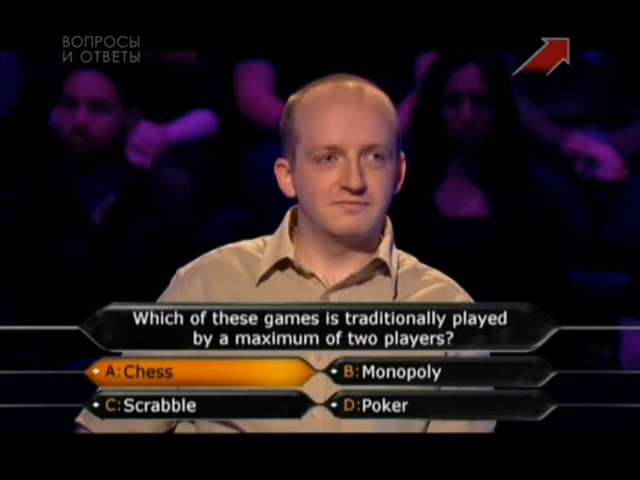 ВОПРОСЫ
И ОТВЕТЫ
Which of these games is traditionally played
by a maximum of two players?
A: Chess
B: Monopoly
C: Scrabble
D: Poker